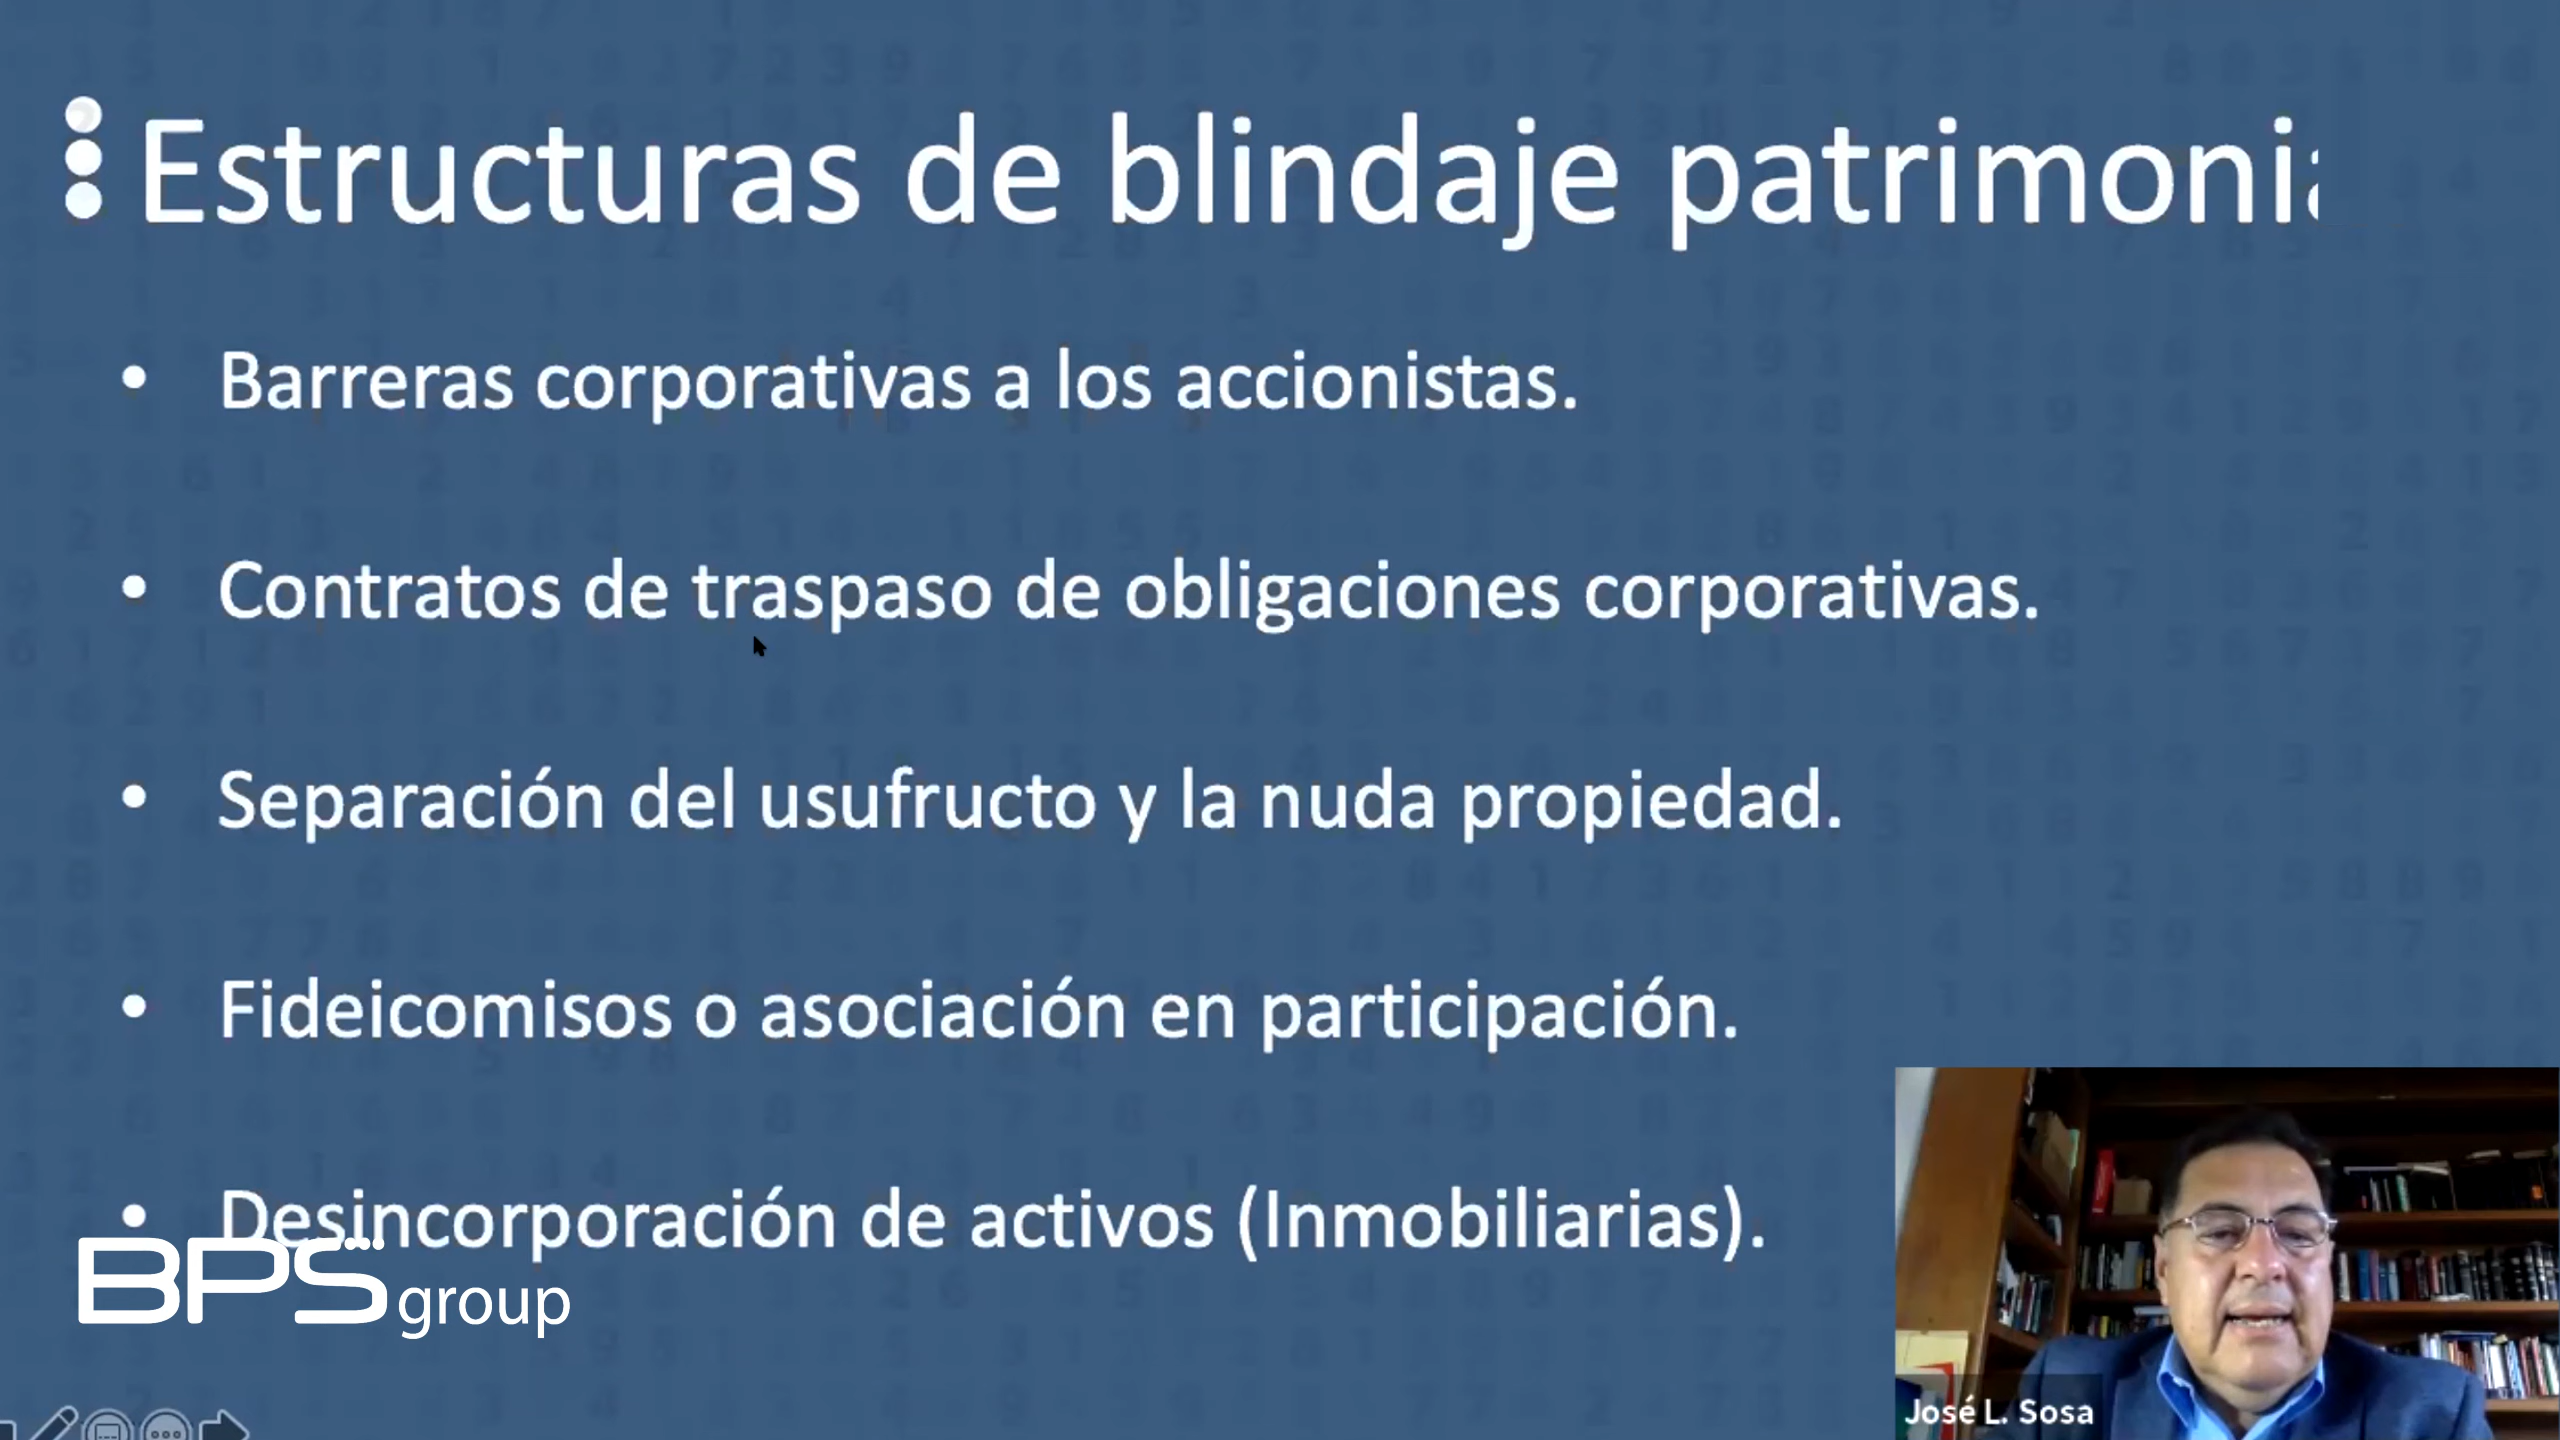 Estructuras de blindaje patrimonia
• Barreras corporativas a los accionistas.
• Contratos de traspaso de obligaciones corporativas.
• Separación del usufructo y la nuda propiedad.
• Fideicomisos o asociación en participación.
• Desincorporación de activos (Inmobiliarias).
BPS group
José L. Sosa